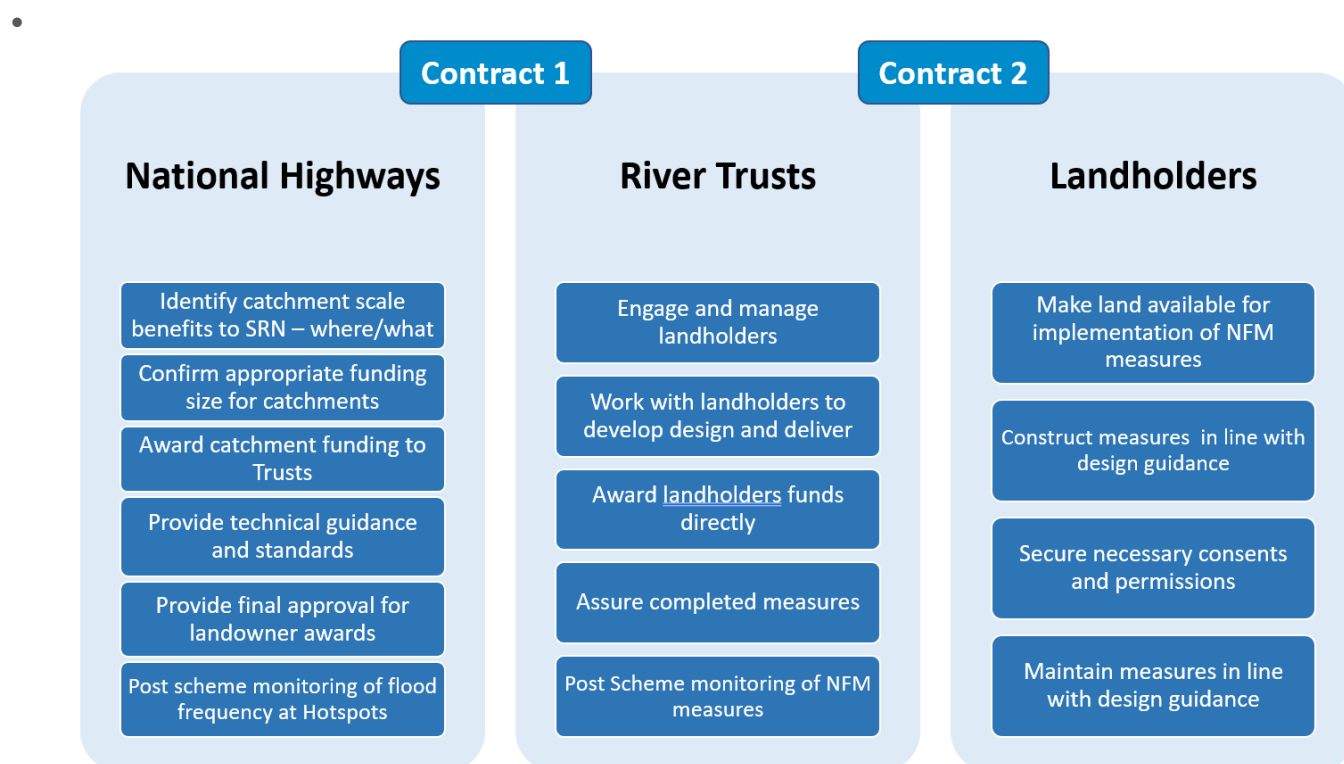 Contract 1
Contract 2
National Highways
Identify catchment scale
benefits to SRN – where/what
Confirm appropriate funding
size for catchments
Award catchment funding to
Trusts
Provide technical guidance
and standards
Provide final approval for
landowner awards
Post scheme monitoring of flood
frequency at Hotspots
River Trusts
Engage and manage
landholders
Work with landholders to
develop design and deliver
Award landholders funds
directly
Assure completed measures
Post Scheme monitoring of NFM
measures
Landholders
Make land available for
implementation of NFM
measures
Construct measures  in line with
design guidance
Secure necessary consents
and permissions
Maintain measures in line
with design guidance